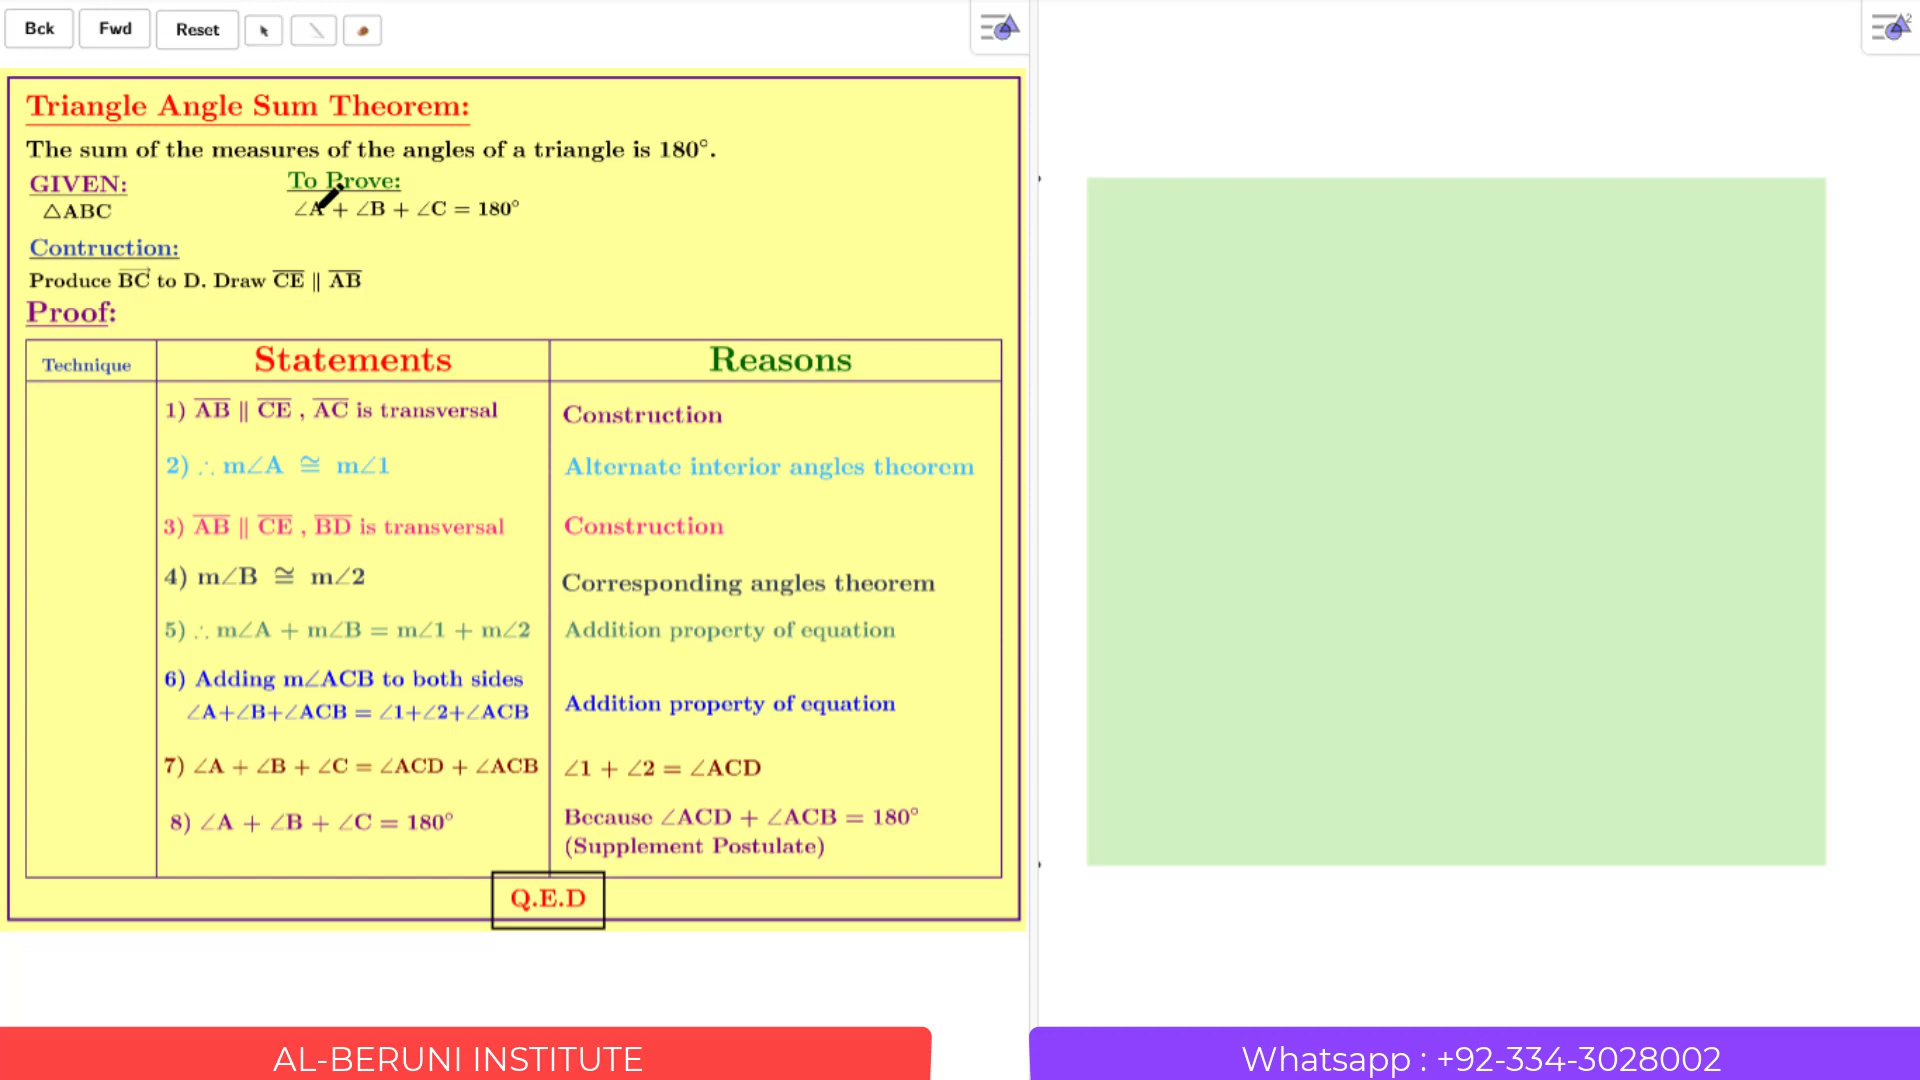 Bck Fwd Reset
2
Triangle Angle Sum Theorem:
The sum of the measures of the angles of a triangle is 180°.
GIVEN: To Prove:
△ABC ∠A + ∠B + ∠C = 180°
Contruction:
Produce BC to D. Draw CE ∥ AB
Proof:
Technique Statements Reasons
1) AB ∥ CE , AC is transversal Construction
2) ∴ m∠A ≅ m∠1 Alternate interior angles theorem
3) AB ∥ CE , BD is transversal Construction
4) m∠B ≅ m∠2 Corresponding angles theorem
5) ∴ m∠A + m∠B = m∠1 + m∠2 Addition property of equation
6) Adding m∠ACB to both sides
∠A+∠B+∠ACB = ∠1+∠2+∠ACB Addition property of equation
7) ∠A + ∠B + ∠C = ∠ACD + ∠ACB ∠1 + ∠2 = ∠ACD
8) ∠A + ∠B + ∠C = 180° Because ∠ACD + ∠ACB = 180°
(Supplement Postulate)
Q.E.D
AL-BERUNI INSTITUTE Whatsapp : +92-334-3028002